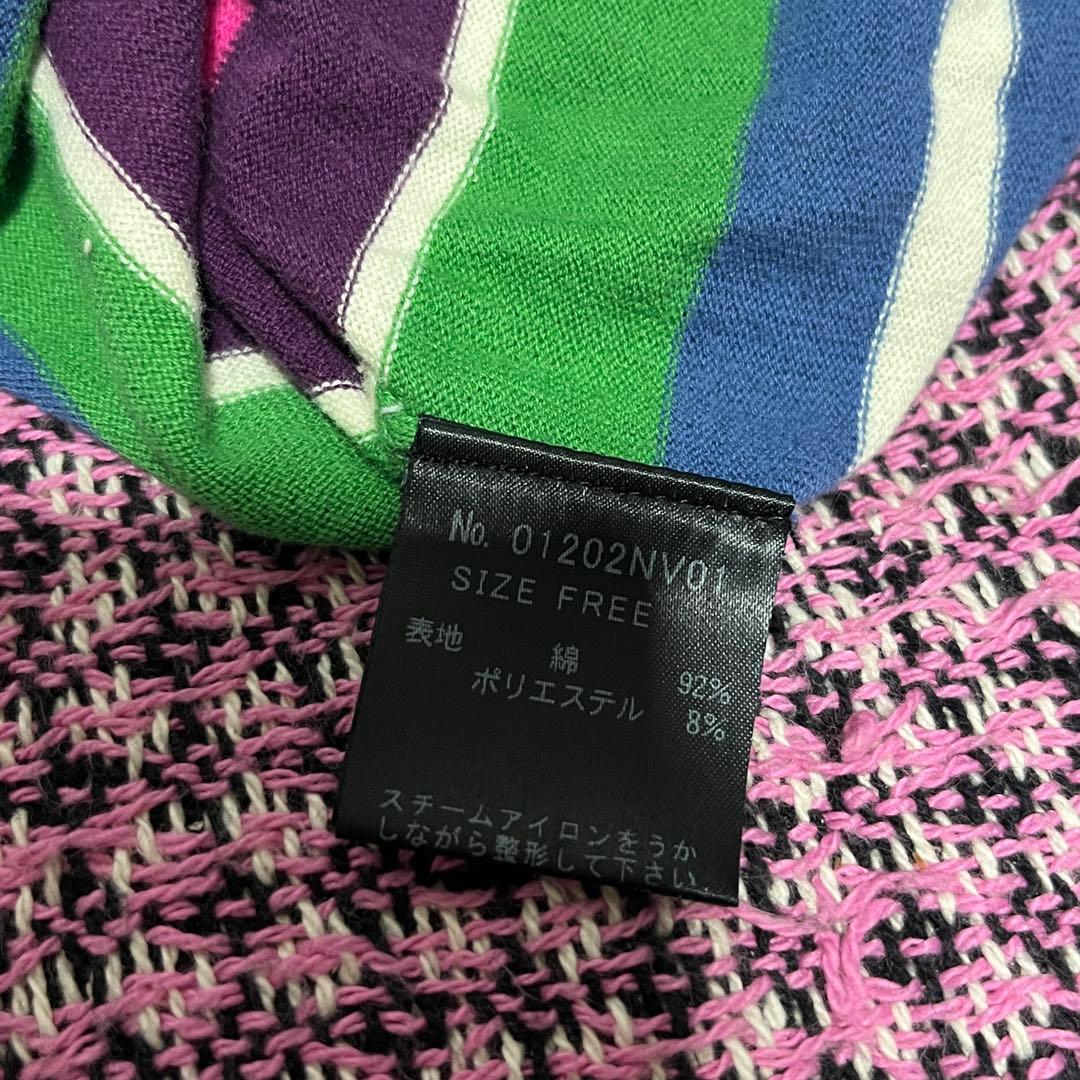 No. 01202NV01
SIZE FREE
表地 綿 92%
ポリエステル 8%
スチームアイロンをうか
しながら整形して下さい